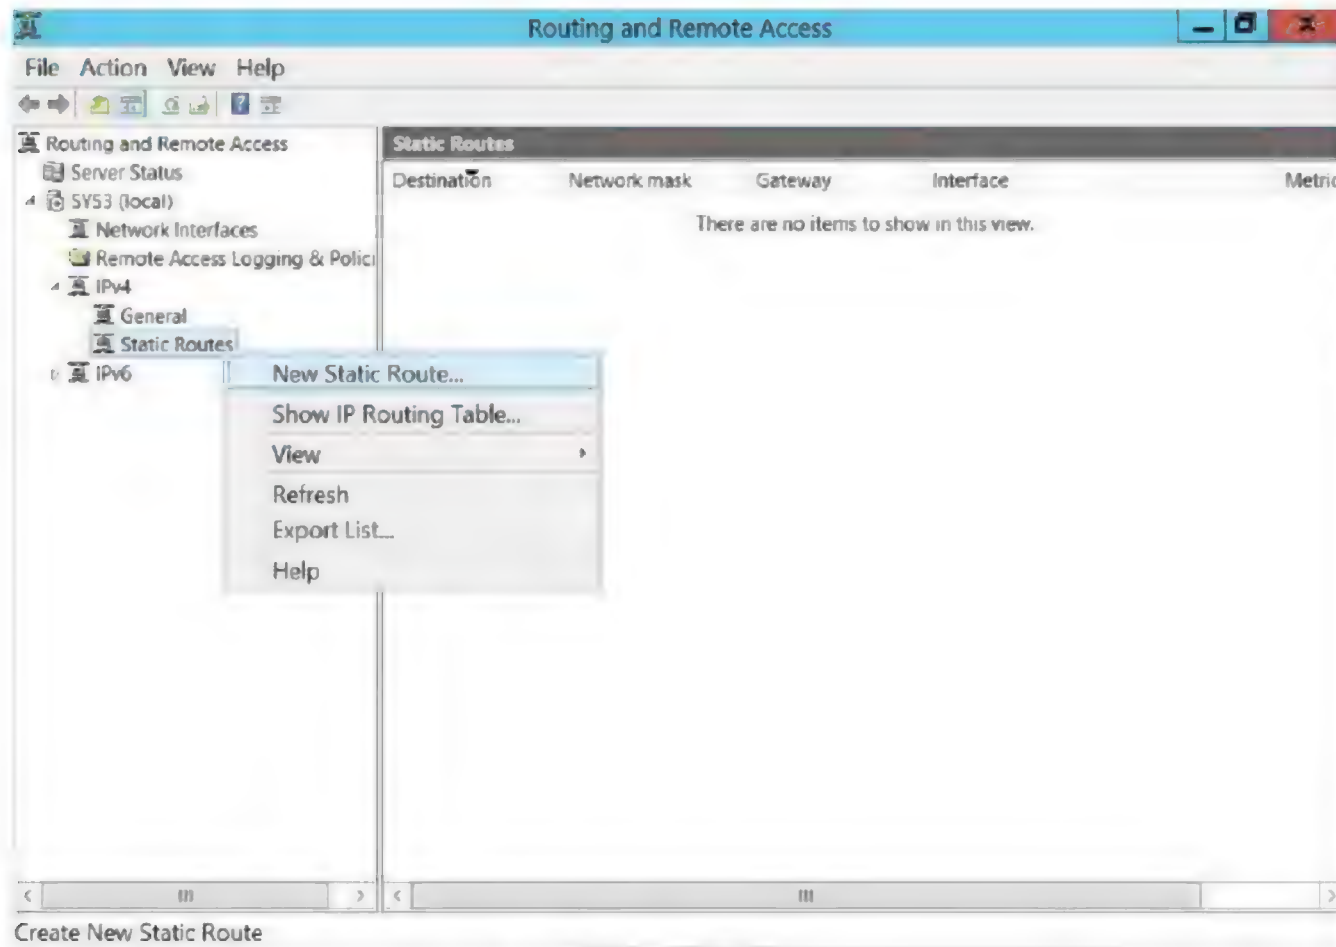 Routing and Remote Access
File Action View Help
Routing and Remote Access
Server Status
SYS3 (local)
Network Interfaces
Remote Access Logging & Polici
IPv4
General
Static Routes
IPv6
Static Routes
Destination Network mask Gateway Interface Metric
There are no items to show in this view.
New Static Route...
Show IP Routing Table...
View
Refresh
Export List...
Help
Create New Static Route